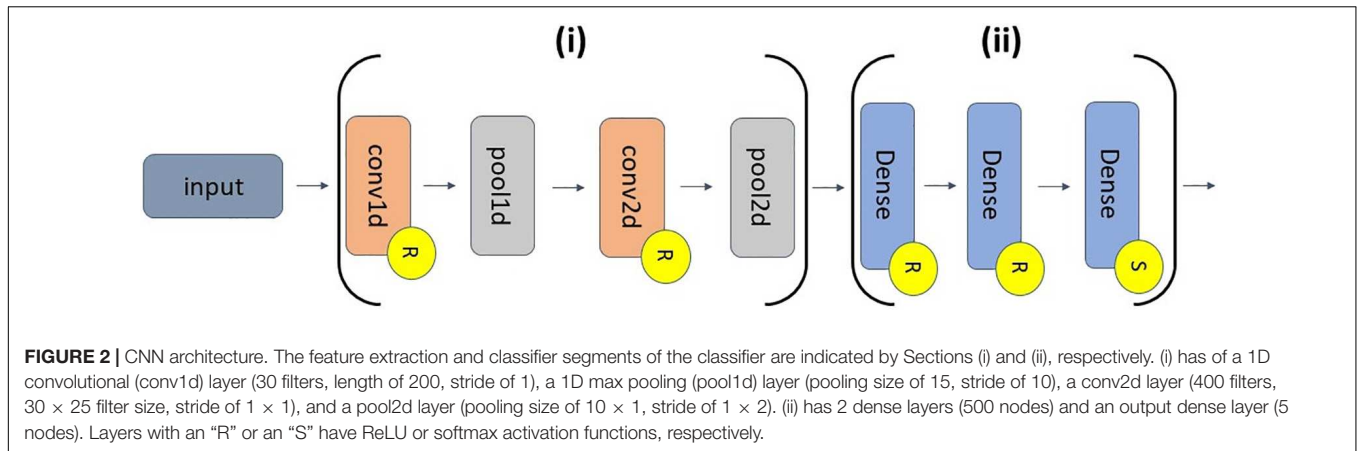 (i)
(ii)
input
conv1d
R
pool1d
conv2d
R
pool2d
Dense
R
Dense
R
Dense
S
FIGURE 2 | CNN architecture. The feature extraction and classifier segments of the classifier are indicated by Sections (i) and (ii), respectively. (i) has of a 1D
convolutional (conv1d) layer (30 filters, length of 200, stride of 1), a 1D max pooling (pool1d) layer (pooling size of 15, stride of 10), a conv2d layer (400 filters,
30 × 25 filter size, stride of 1 × 1), and a pool2d layer (pooling size of 10 × 1, stride of 1 × 2). (ii) has 2 dense layers (500 nodes) and an output dense layer (5
nodes). Layers with an “R” or an “S” have ReLU or softmax activation functions, respectively.